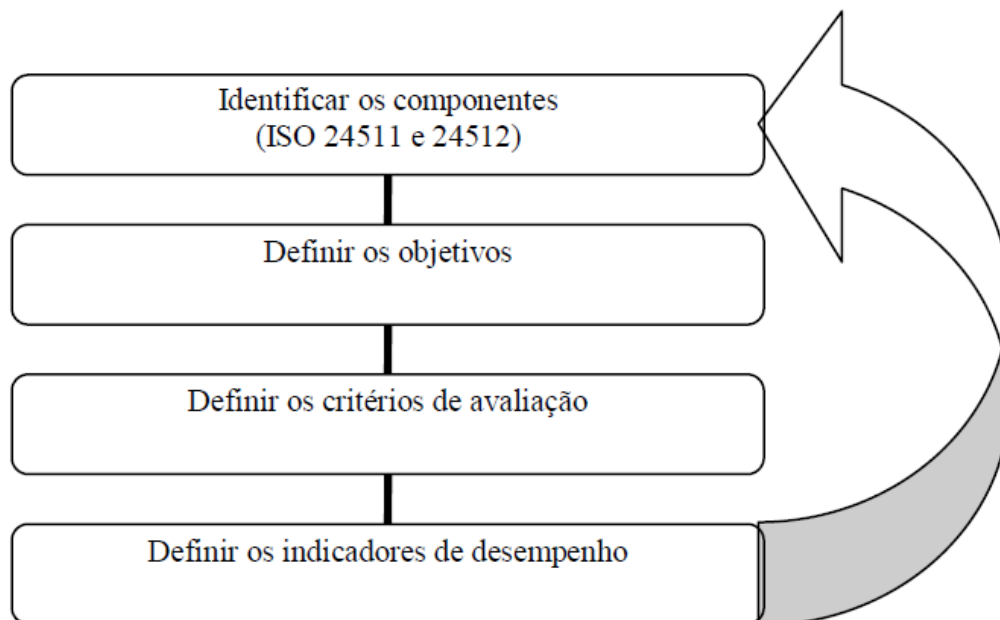 Identificar os componentes
(ISO 24511 e 24512)
Definir os objetivos
Definir os critérios de avaliação
Definir os indicadores de desempenho